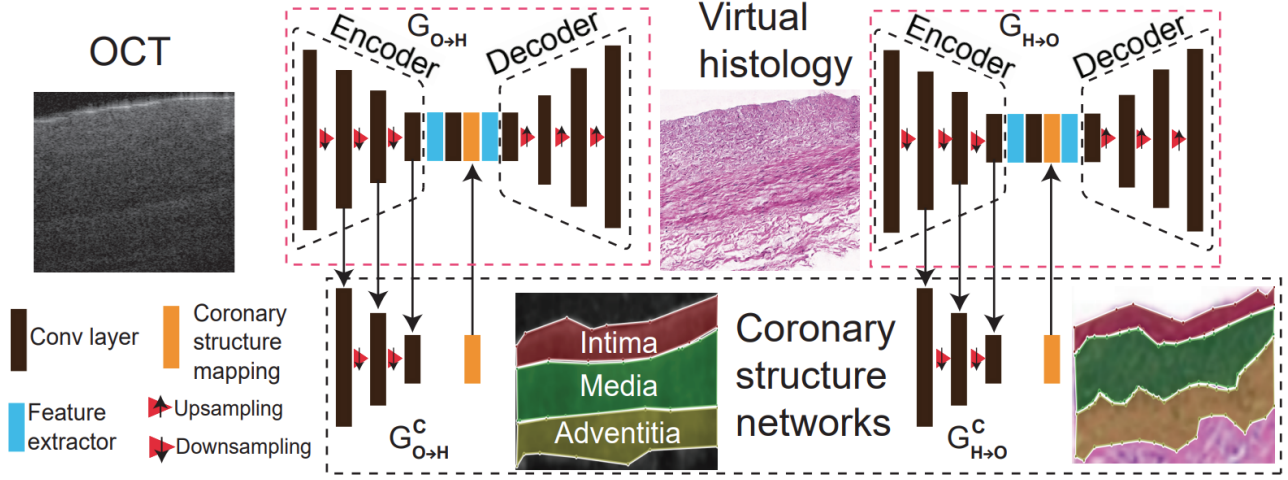 OCT
Encoder
G O→H
Decoder
Virtual
histology
Encoder
G H→O
Decoder
Conv layer
Coronary
structure
mapping
Feature
extractor
Upsampling
Downsampling
G C O→H
Intima
Media
Adventitia
Coronary
structure
networks
G C H→O